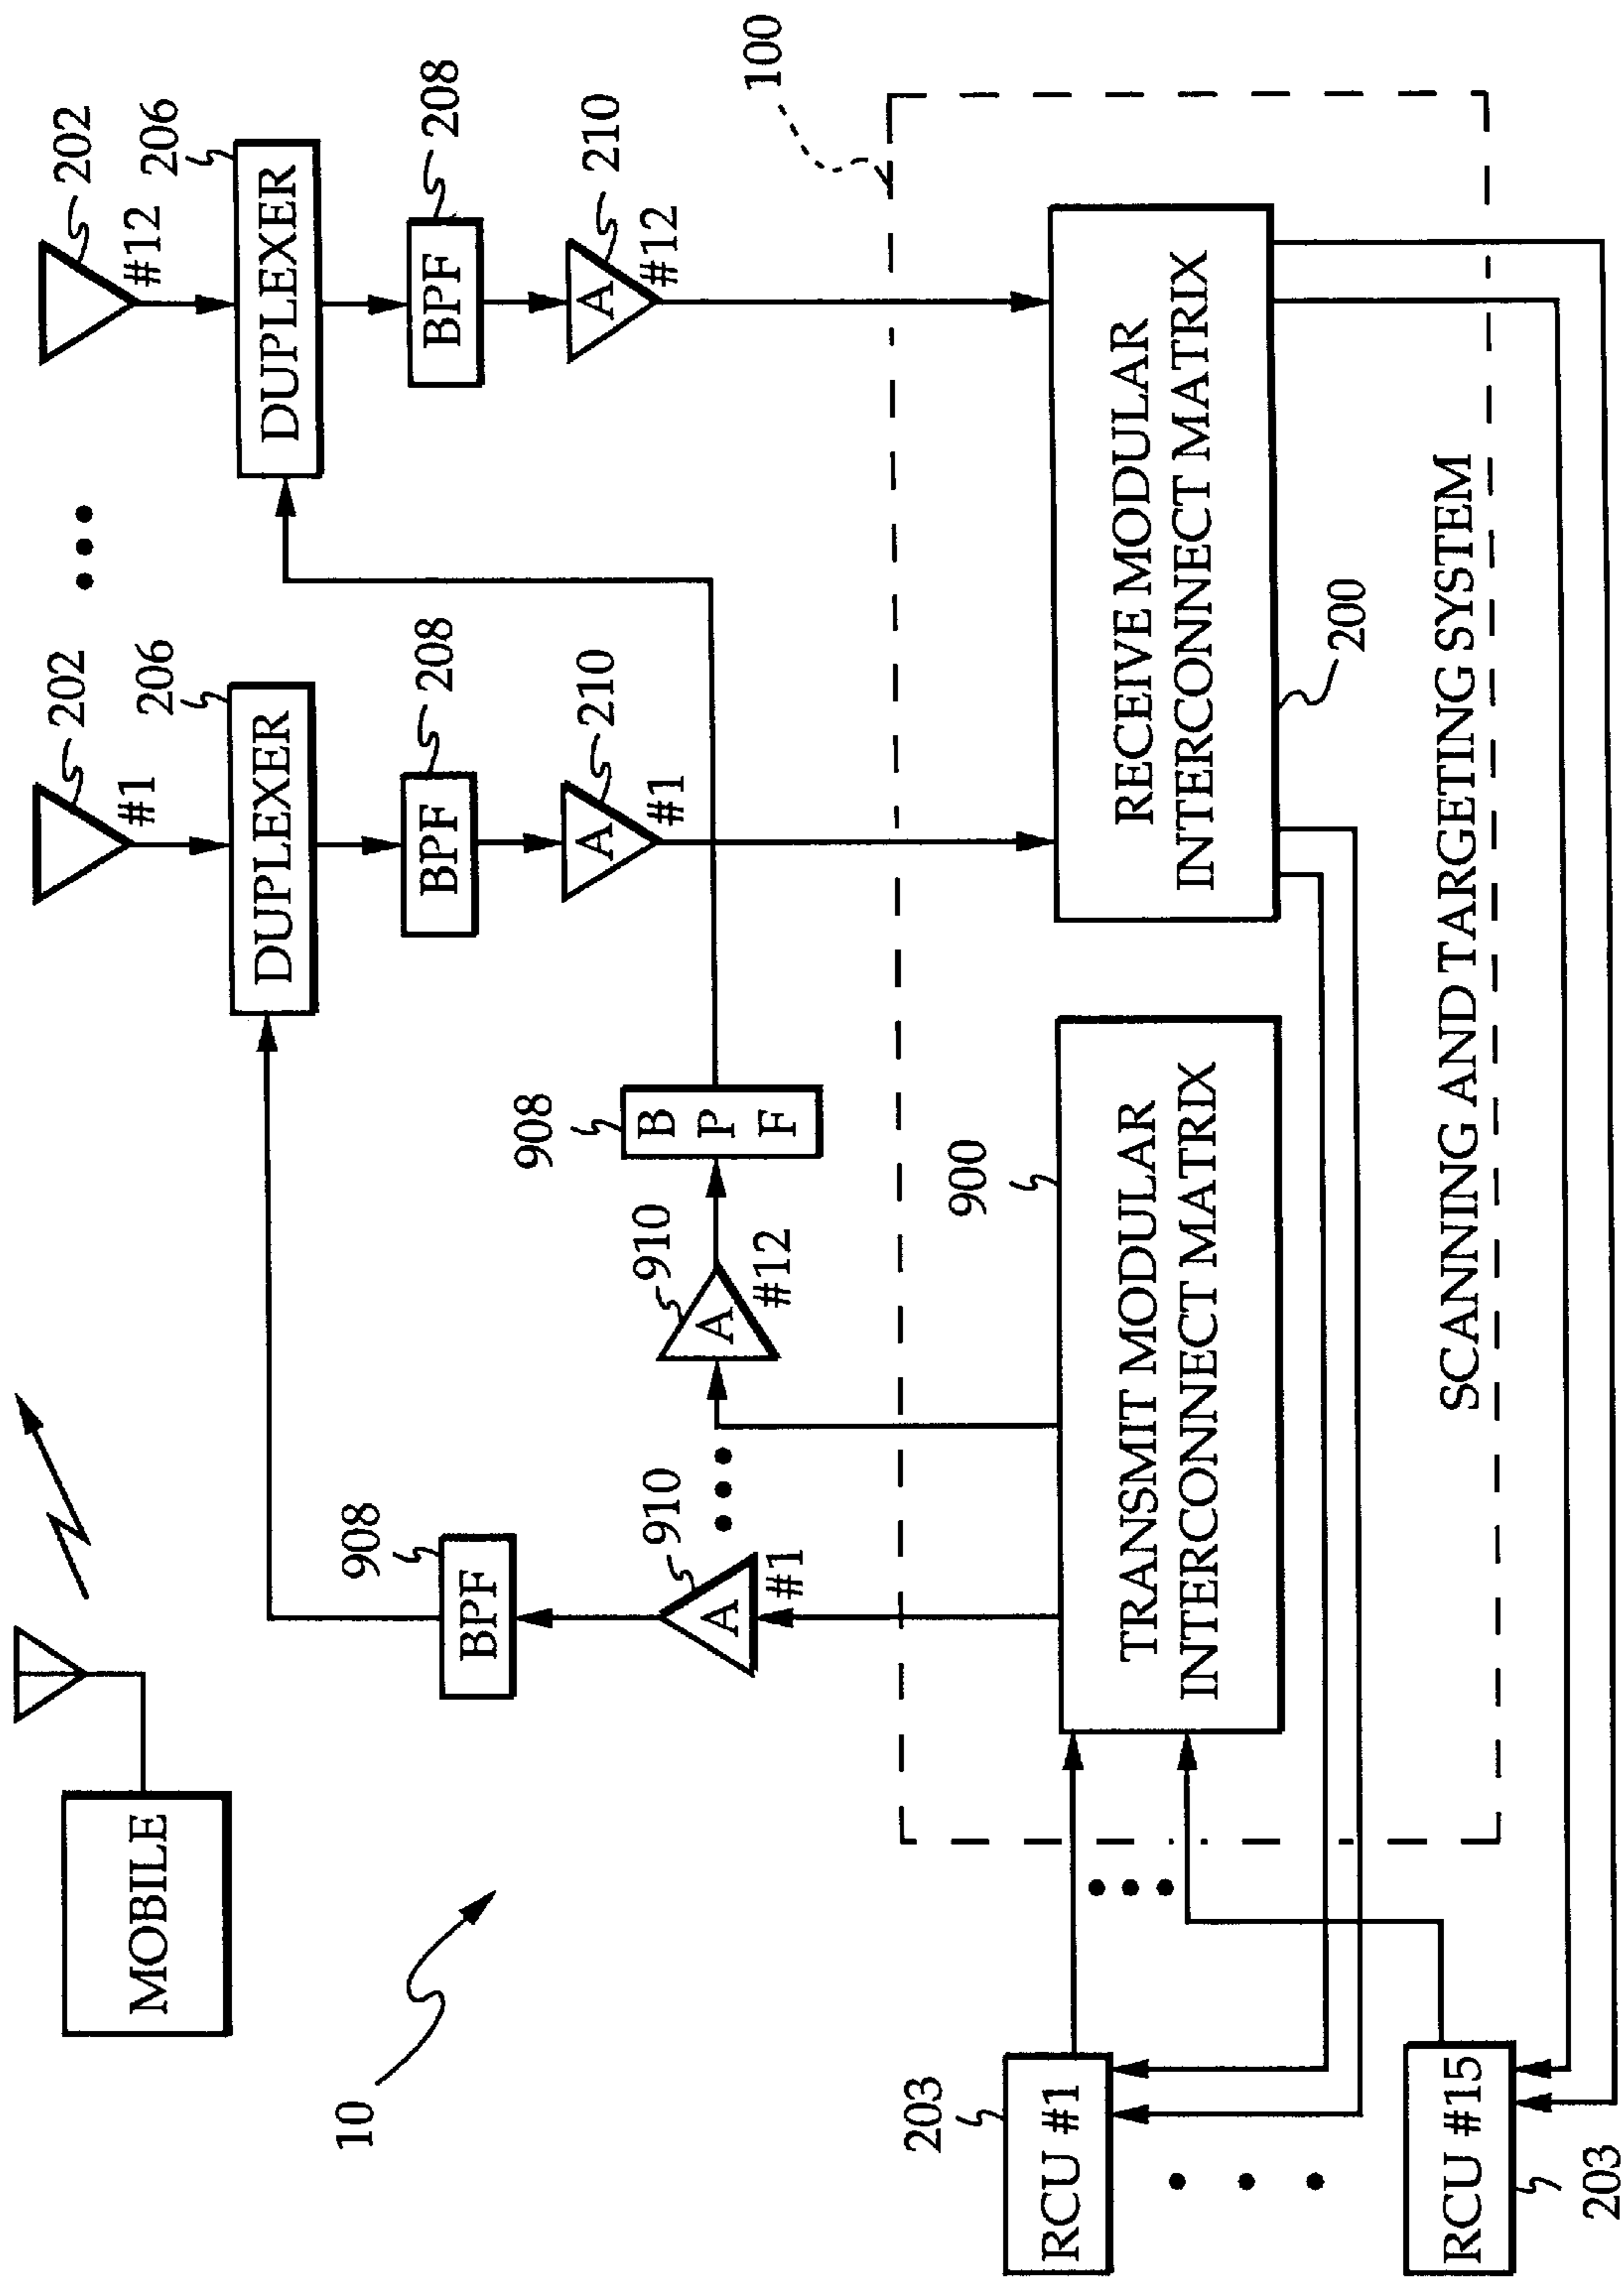 MOBILE
10
202
#1
206
DUPLEXER
208
BPF
210
A
#1
202
#12
206
DUPLEXER
208
BPF
210
A
#12
908
BPF
910
A
#1
908
B
P
F
910
A
#12
100
900
TRANSMIT MODULAR
INTERCONNECT MATRIX
RECEIVE MODULAR
INTERCONNECT MATRIX
200
SCANNING AND TARGETING SYSTEM
203
RCU #1
RCU #15
203